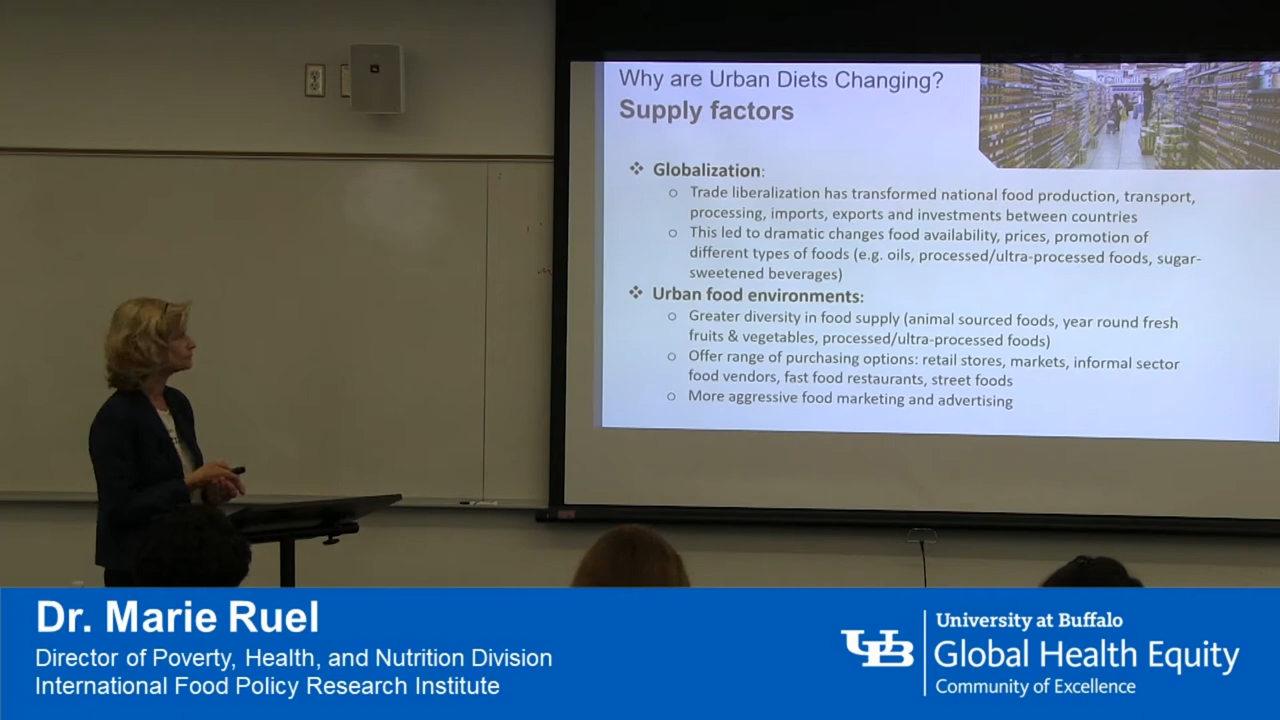 Why are Urban Diets Changing?
Supply factors
❖ Globalization:
o Trade liberalization has transformed national food production, transport,
processing, imports, exports and investments between countries
o This led to dramatic changes food availability, prices, promotion of
different types of foods (e.g. oils, processed/ultra-processed foods, sugar-
sweetened beverages)
❖ Urban food environments:
o Greater diversity in food supply (animal sourced foods, year round fresh
fruits & vegetables, processed/ultra-processed foods)
o Offer range of purchasing options: retail stores, markets, informal sector
food vendors, fast food restaurants, street foods
o More aggressive food marketing and advertising
Dr. Marie Ruel
Director of Poverty, Health, and Nutrition Division
International Food Policy Research Institute
UB
University at Buffalo
Global Health Equity
Community of Excellence